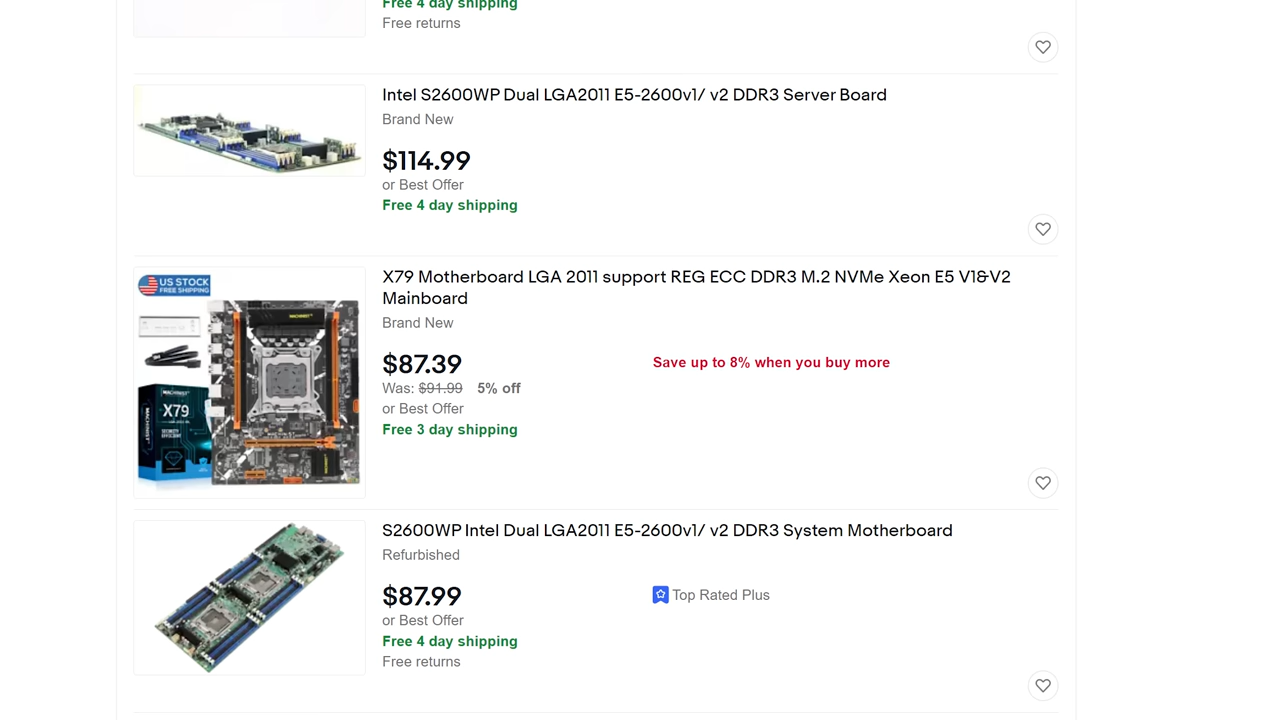 Free 4 day shipping
Free returns
Intel S2600WP Dual LGA2011 E5-2600v1/ v2 DDR3 Server Board
Brand New
$114.99
or Best Offer
Free 4 day shipping
US STOCK
FREE SHIPPING
MACHINIST
X79
X79 Motherboard LGA 2011 support REG ECC DDR3 M.2 NVMe Xeon E5 V1&V2
Mainboard
Brand New
$87.39
Save up to 8% when you buy more
Was: $91.99 5% off
or Best Offer
Free 3 day shipping
S2600WP Intel Dual LGA2011 E5-2600v1/ v2 DDR3 System Motherboard
Refurbished
$87.99
Top Rated Plus
or Best Offer
Free 4 day shipping
Free returns